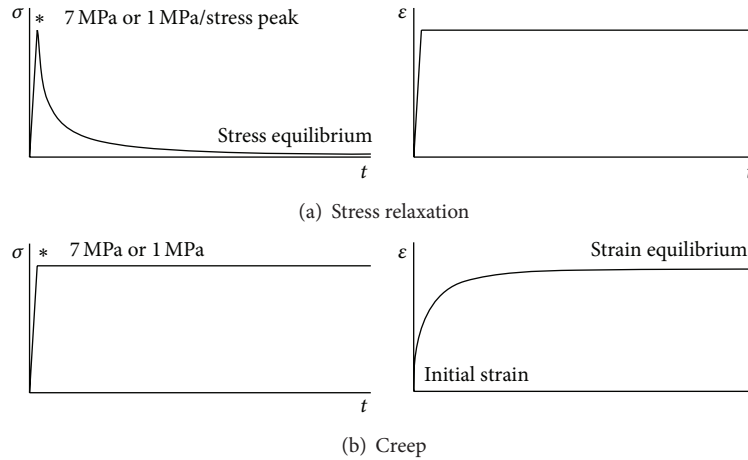 σ * 7 MPa or 1 MPa/stress peak
Stress equilibrium
t
ε
t
(a) Stress relaxation
σ * 7 MPa or 1 MPa
t
ε
Strain equilibrium
Initial strain
(b) Creep